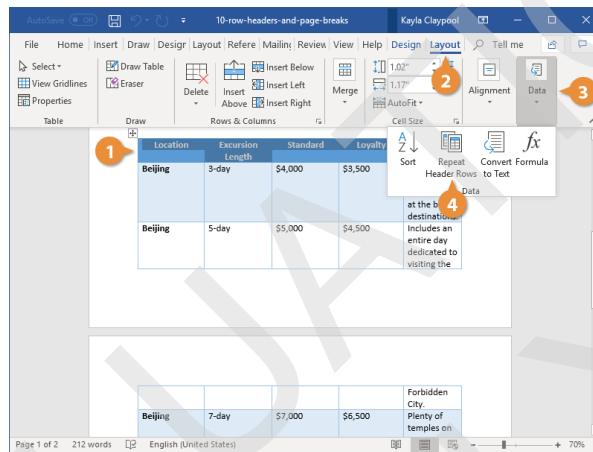 AutoSave Off 10-row-headers-and-page-breaks Kayla Claypool
File Home Insert Draw Design Layout Refere Mailing Review View Help Design Layout Tell me
Select
View Gridlines
Properties
Table
Draw Table
Eraser
Draw
Delete
Insert Above
Insert Below
Insert Left
Insert Right
Rows & Columns
Merge
1.02"
1.17"
AutoFit
Cell Size
Alignment
Data
1
2
3
4
Sort
Repeat Header Rows
Convert to Text
Formula
Data
Location Excursion Length Standard Loyalty
Beijing 3-day $4,000 $3,500
at the b
destinations.
Beijing 5-day $5,000 $4,500 Includes an
entire day
dedicated to
visiting the
Forbidden
City.
Beijing 7-day $7,000 $6,500 Plenty of
temples on
Page 1 of 2 212 words English (United States) 70%